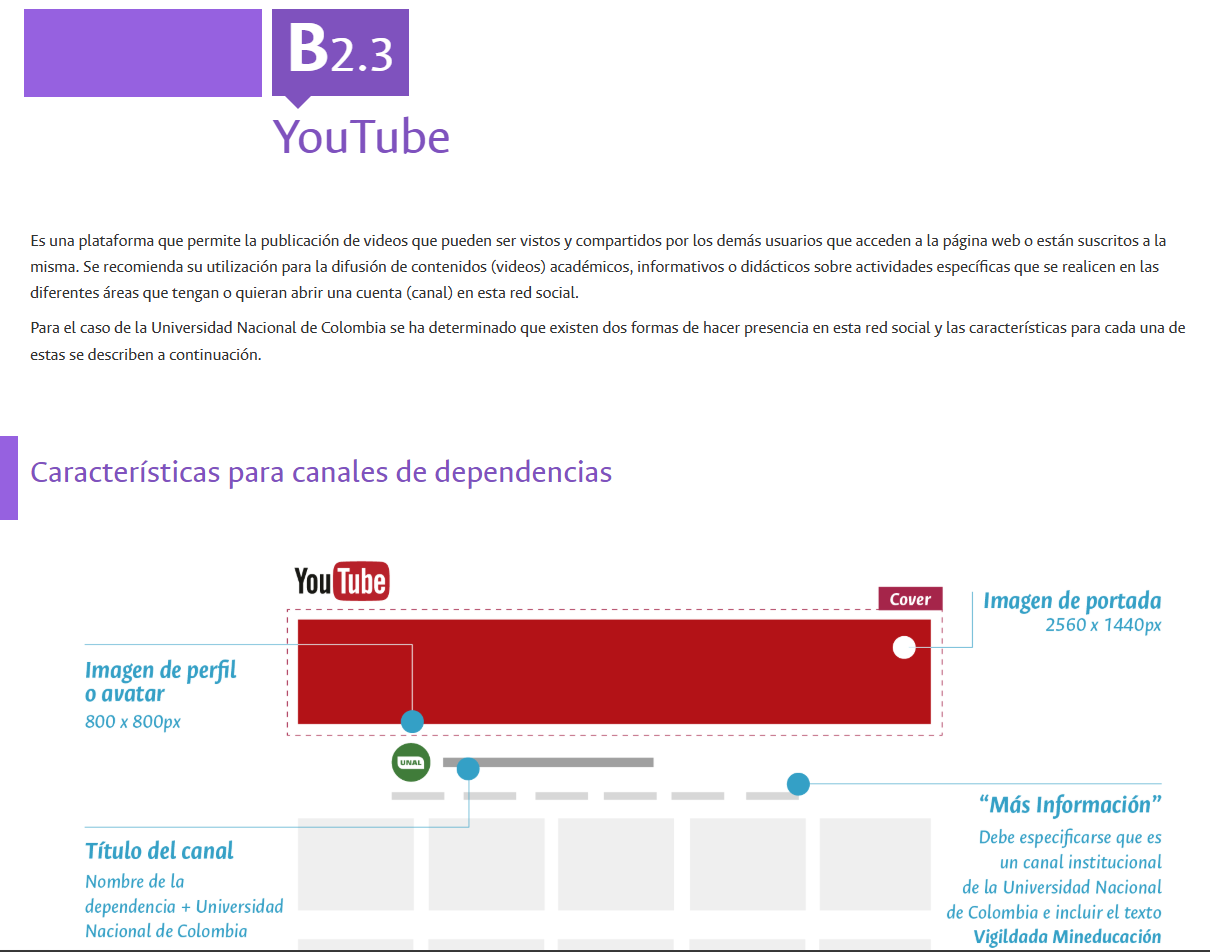 B2.3
YouTube
Es una plataforma que permite la publicación de videos que pueden ser vistos y compartidos por los demás usuarios que acceden a la página web o están suscritos a la
misma. Se recomienda su utilización para la difusión de contenidos (videos) académicos, informativos o didácticos sobre actividades específicas que se realicen en las
diferentes áreas que tengan o quieran abrir una cuenta (canal) en esta red social.
Para el caso de la Universidad Nacional de Colombia se ha determinado que existen dos formas de hacer presencia en esta red social y las características para cada una de
estas se describen a continuación.
Características para canales de dependencias
YouTube
Cover
Imagen de portada
2560 x 1440px
Imagen de perfil
o avatar
800 x 800px
UNAL
Título del canal
Nombre de la
dependencia + Universidad
Nacional de Colombia
“Más Información”
Debe especificarse que es
un canal institucional
de la Universidad Nacional
de Colombia e incluir el texto
Vigildada Mineducación